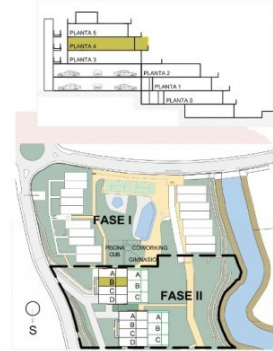 PLANTA 5
PLANTA 4
PLANTA 3
PLANTA 2
PLANTA 1
PLANTA 0
FASE I
PISCINA COWORKING
CUB.
GIMNASIO
FASE II
A A
B B
C C
D
A
B
C
D
A
B
C
S